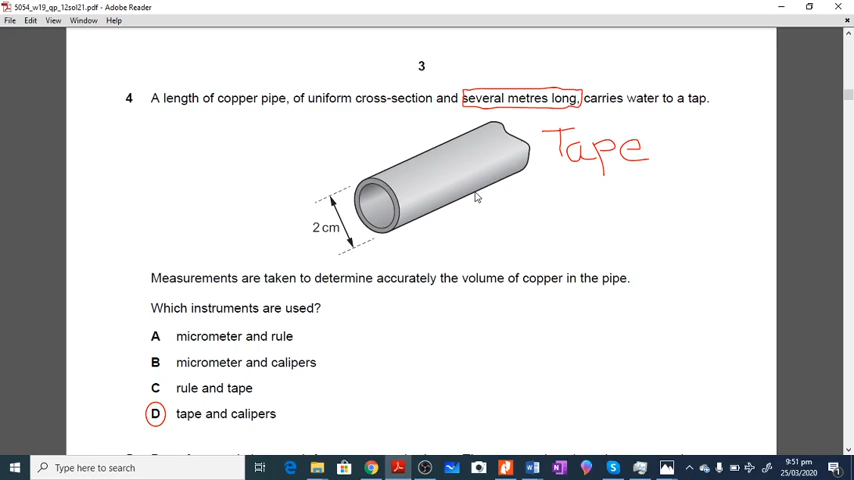 5054_w19_qp_12sol21.pdf - Adobe Reader
File Edit View Window Help
3
4 A length of copper pipe, of uniform cross-section and several metres long, carries water to a tap.
Tape
2 cm
Measurements are taken to determine accurately the volume of copper in the pipe.
Which instruments are used?
A micrometer and rule
B micrometer and calipers
C rule and tape
D tape and calipers
Type here to search
9:51 pm
25/03/2020